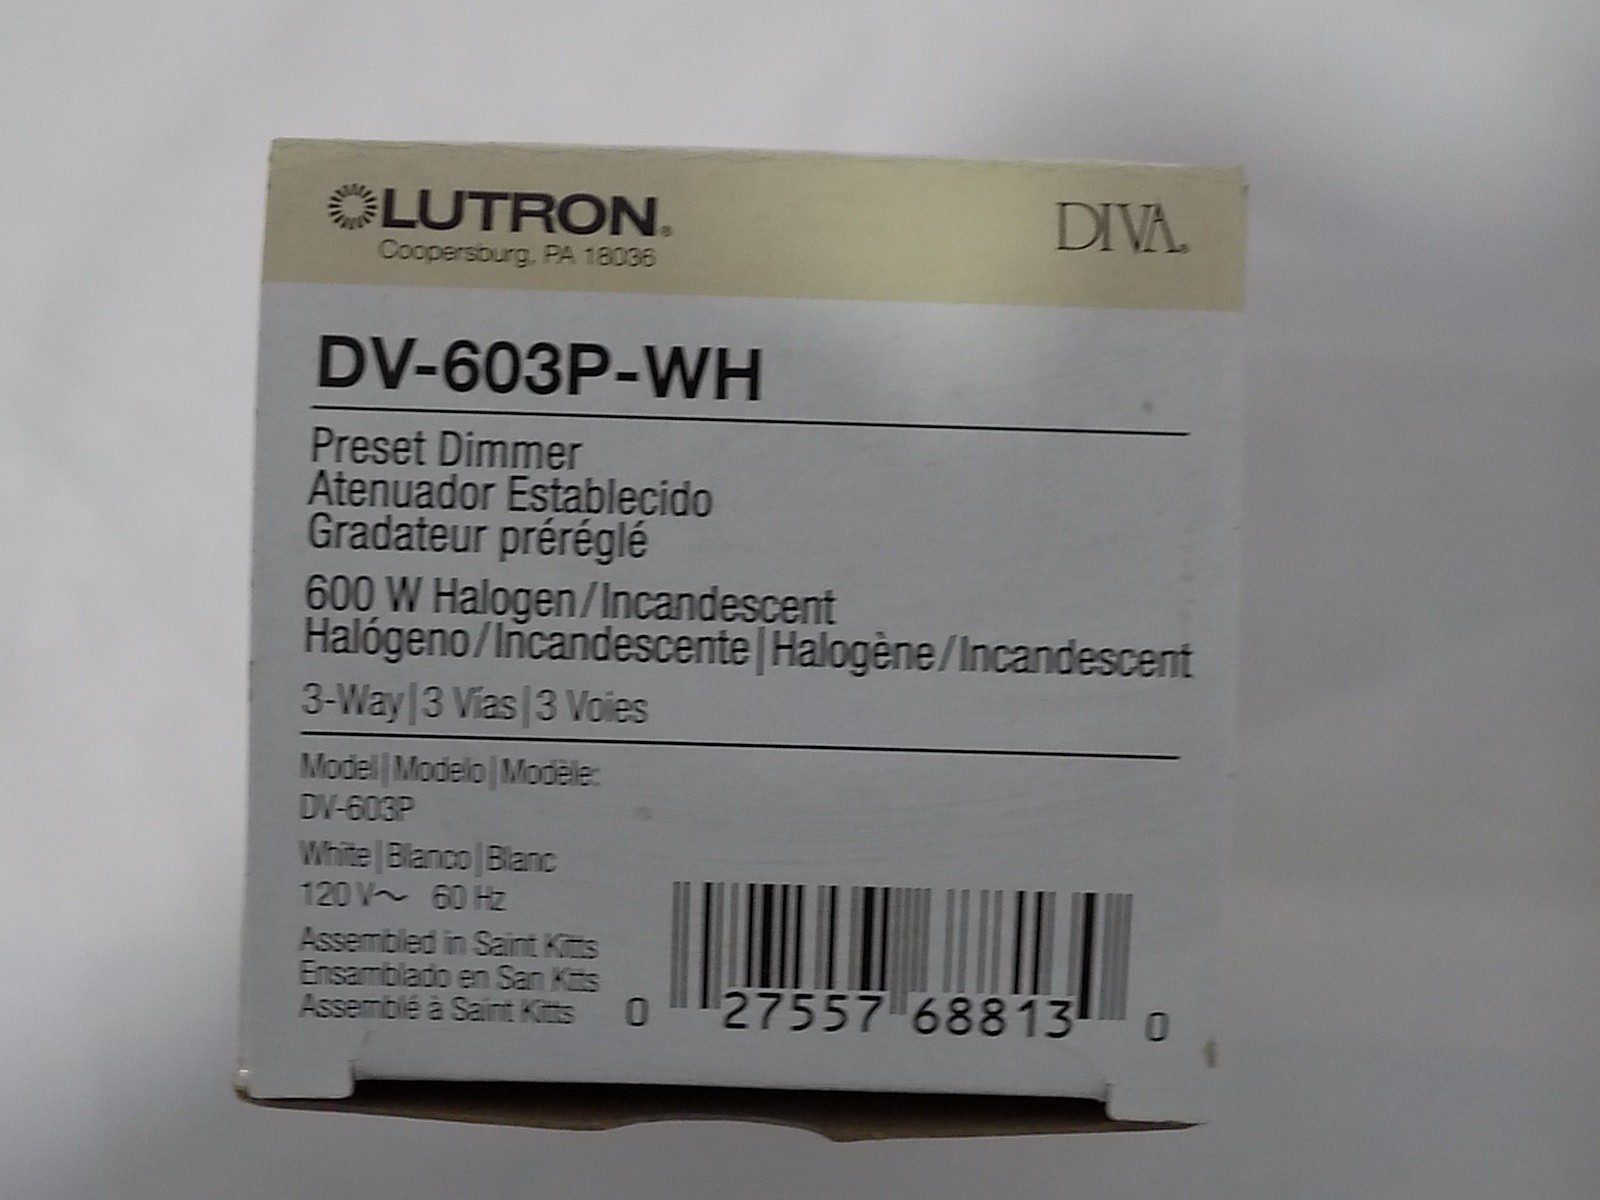 LUTRON®
Coopersburg, PA 18036
DIVA®
DV-603P-WH
Preset Dimmer
Atenuador Establecido
Gradateur préréglé
600 W Halogen/Incandescent
Halógeno/Incandescente|Halogène/Incandescent
3-Way|3 Vías|3 Voies
Model|Modelo|Modèle:
DV-603P
White|Blanco|Blanc
120 V~ 60 Hz
Assembled in Saint Kitts
Ensamblado en San Kitts
Assemblé à Saint Kitts
0 27557 68813 0